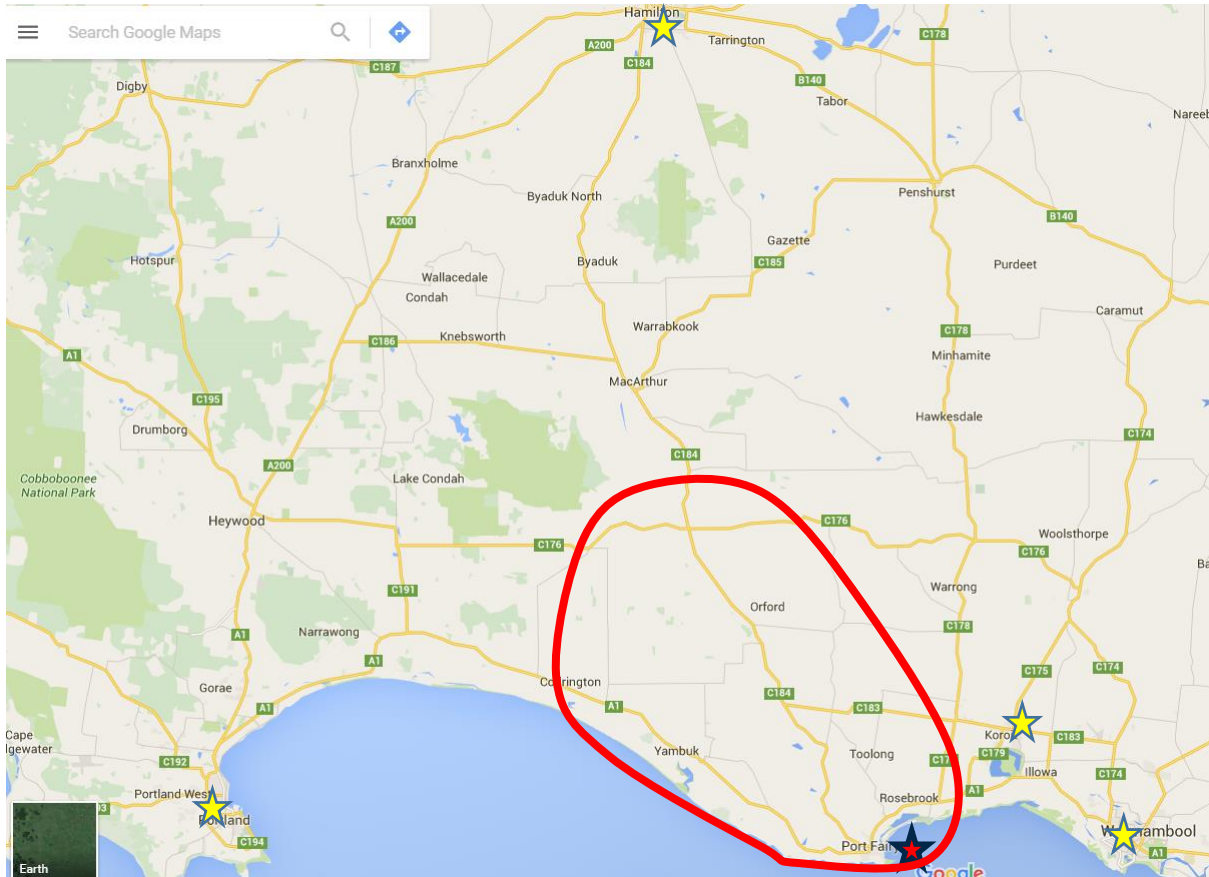 Search Google Maps
Hamilton
Tarrington
C178
A200
C184
C187
B140
Digby
Tabor
Branxholme
Penshurst
Byaduk North
A200
B140
Gazette
Hotspur
Byaduk
C185
Purdeet
Wallacedale
Condah
Caramut
Warrabkook
C178
Knebsworth
C186
A1
Minhamite
MacArthur
C195
Hawkesdale
Drumborg
C174
C184
A200
Cobboboonee
National Park
Lake Condah
Heywood
C176
Woolsthorpe
C176
C176
C191
Warrong
Orford
C178
Narrawong
A1
A1
C175
C174
Gorae
A1
A1
C184
C183
Cape
C183
Yambuk
Toolong
C179
C192
Illowa
C174
Portland West
A1
Rosebrook
Portland
C194
Port Fairy
A1
Earth
Google